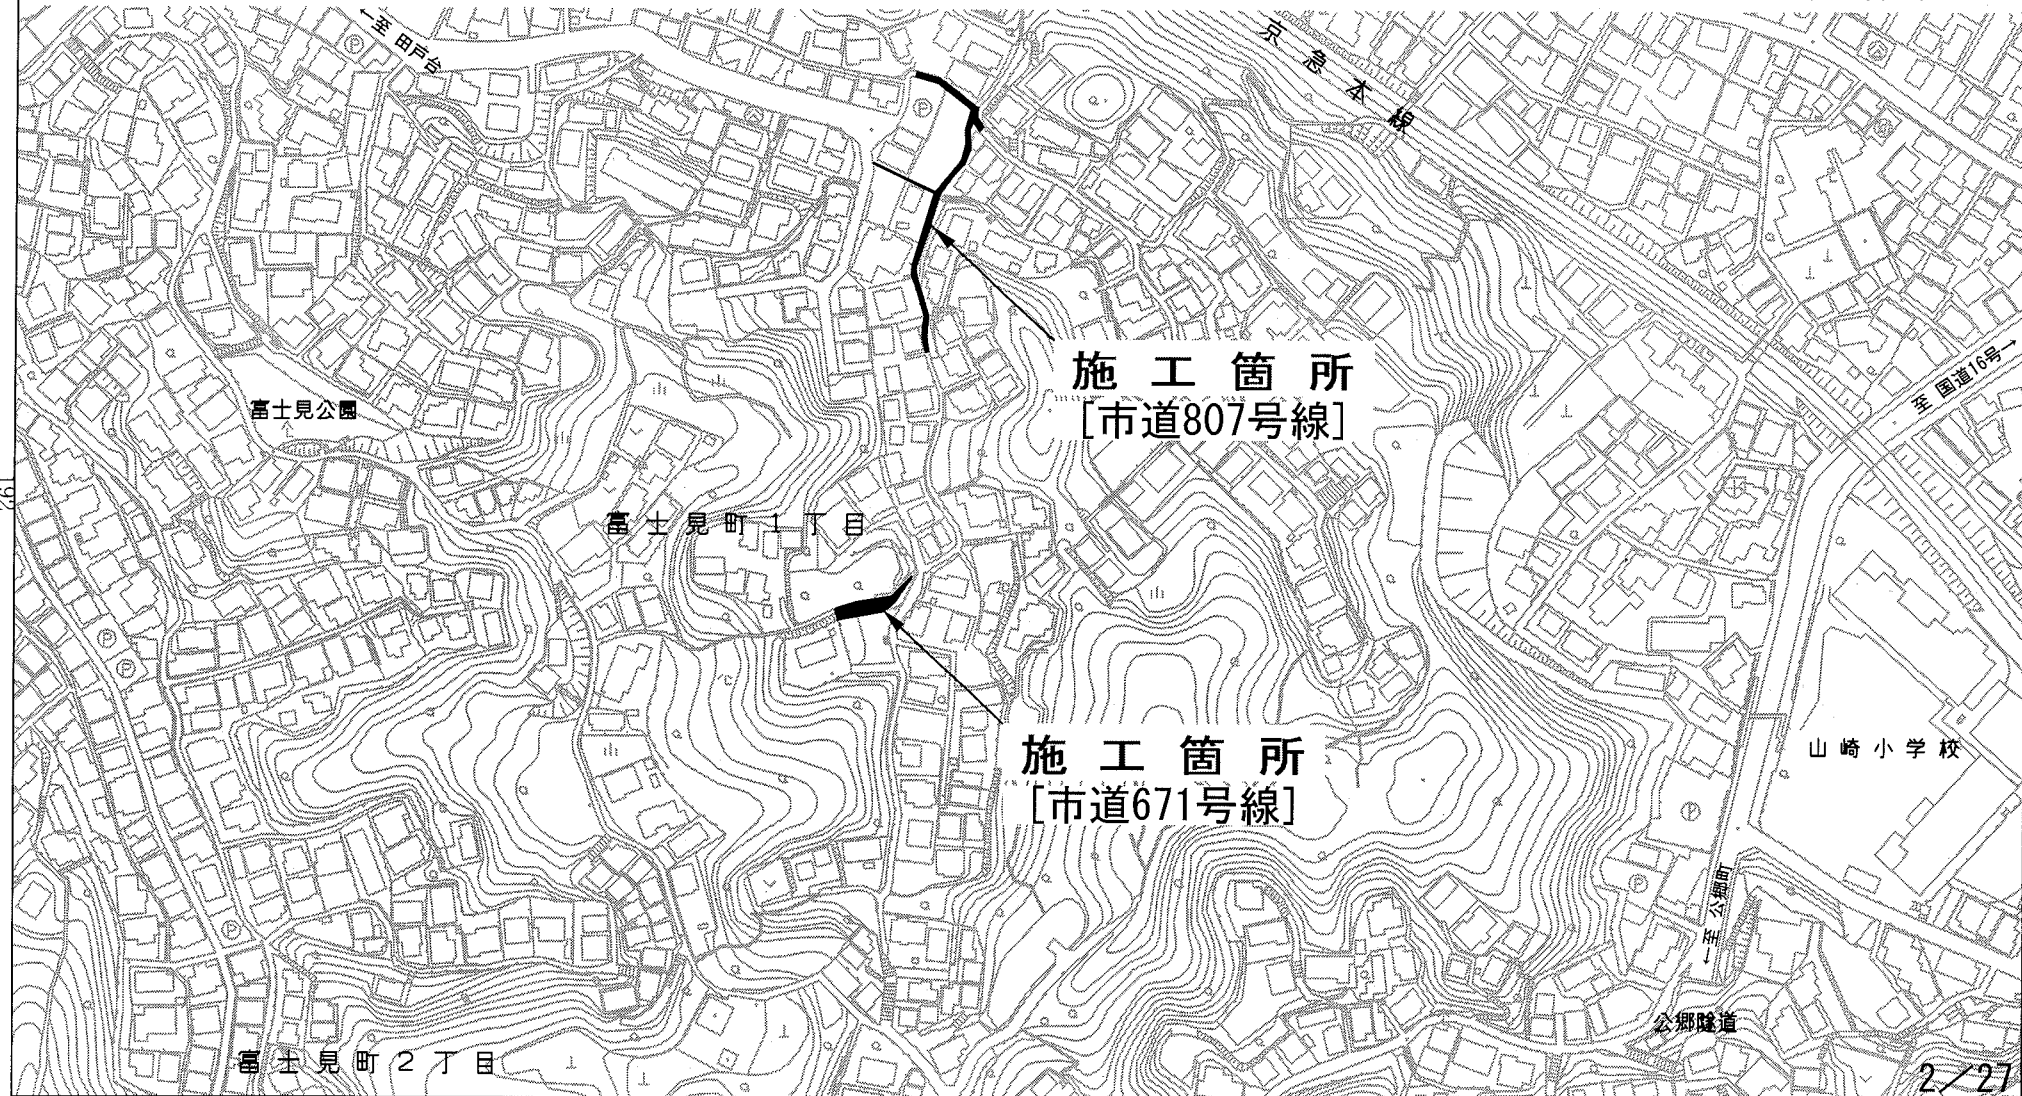 ←至 田戸台
京急本線
施工箇所
[市道807号線]
至 国道16号→
富士見公園
富士見町1丁目
施工箇所
[市道671号線]
山崎小学校
←至 公郷町
公郷隧道
富士見町2丁目
2/27